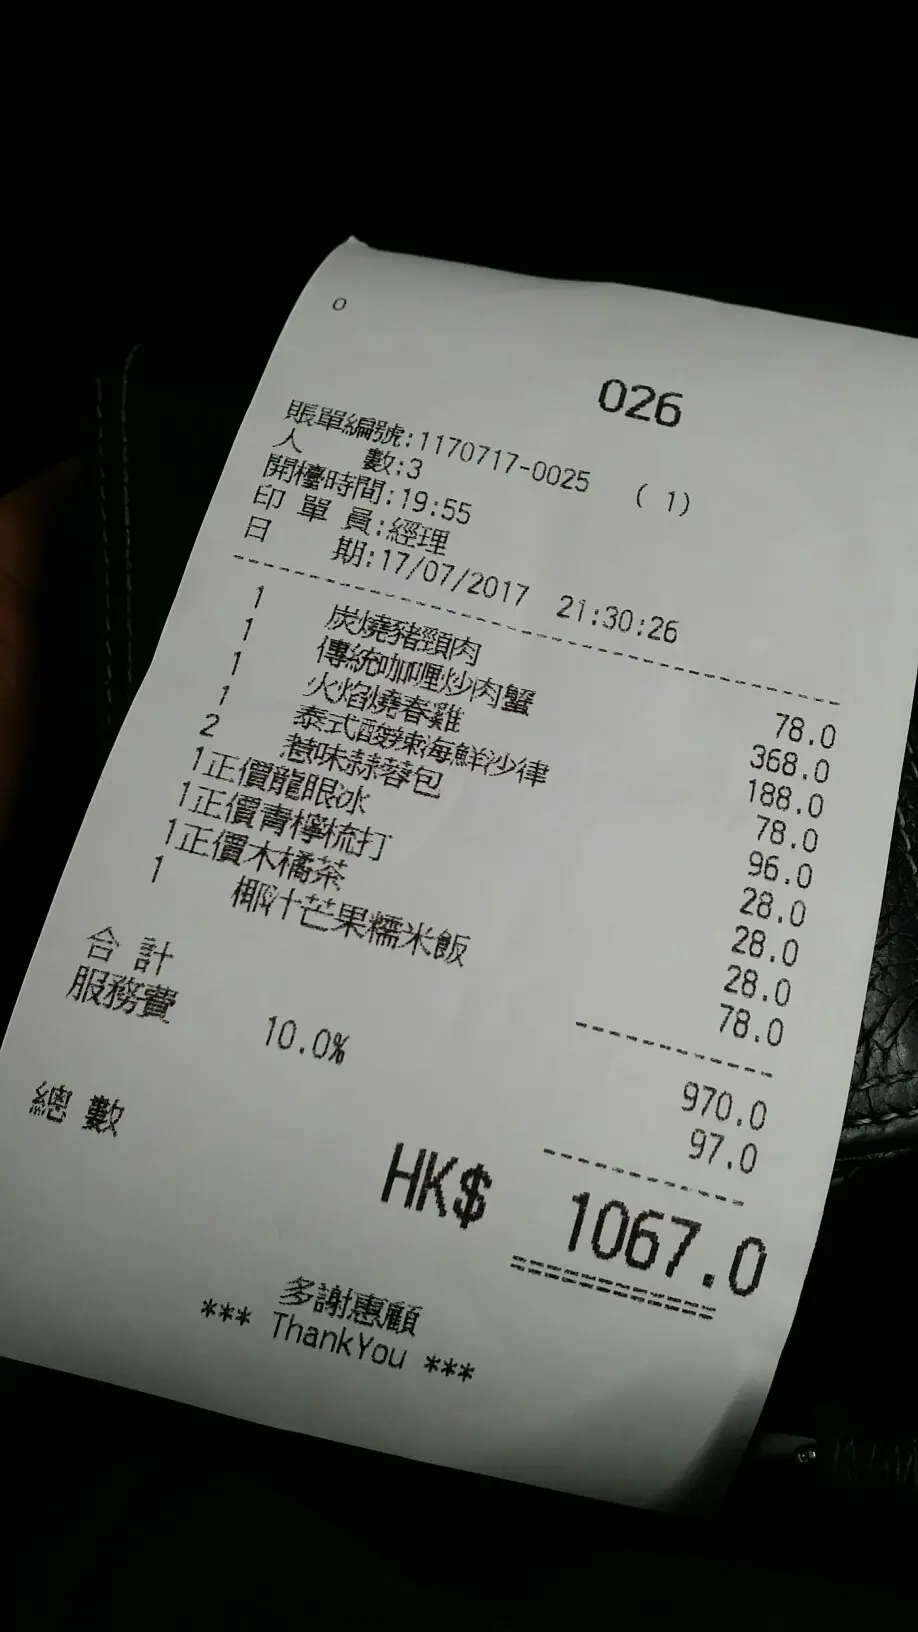 026
賬單編號:1170717-0025 ( 1)
人 數:3
開檯時間:19:55
印 單 員:經理
日 期:17/07/2017 21:30:26
1 炭燒豬頸肉 78.0
1 傳統咖喱炒肉蟹 368.0
1 火焰燒春雞 188.0
1 泰式酸辣海鮮沙律 78.0
2 惹味蒜蓉包 96.0
1正價龍眼冰 28.0
1正價青檸梳打 28.0
1正價木橘茶 28.0
1 椰汁芒果糯米飯 78.0
合 計 970.0
服務費 10.0% 97.0
總 數 HK$ 1067.0
多謝惠顧
*** ThankYou ***